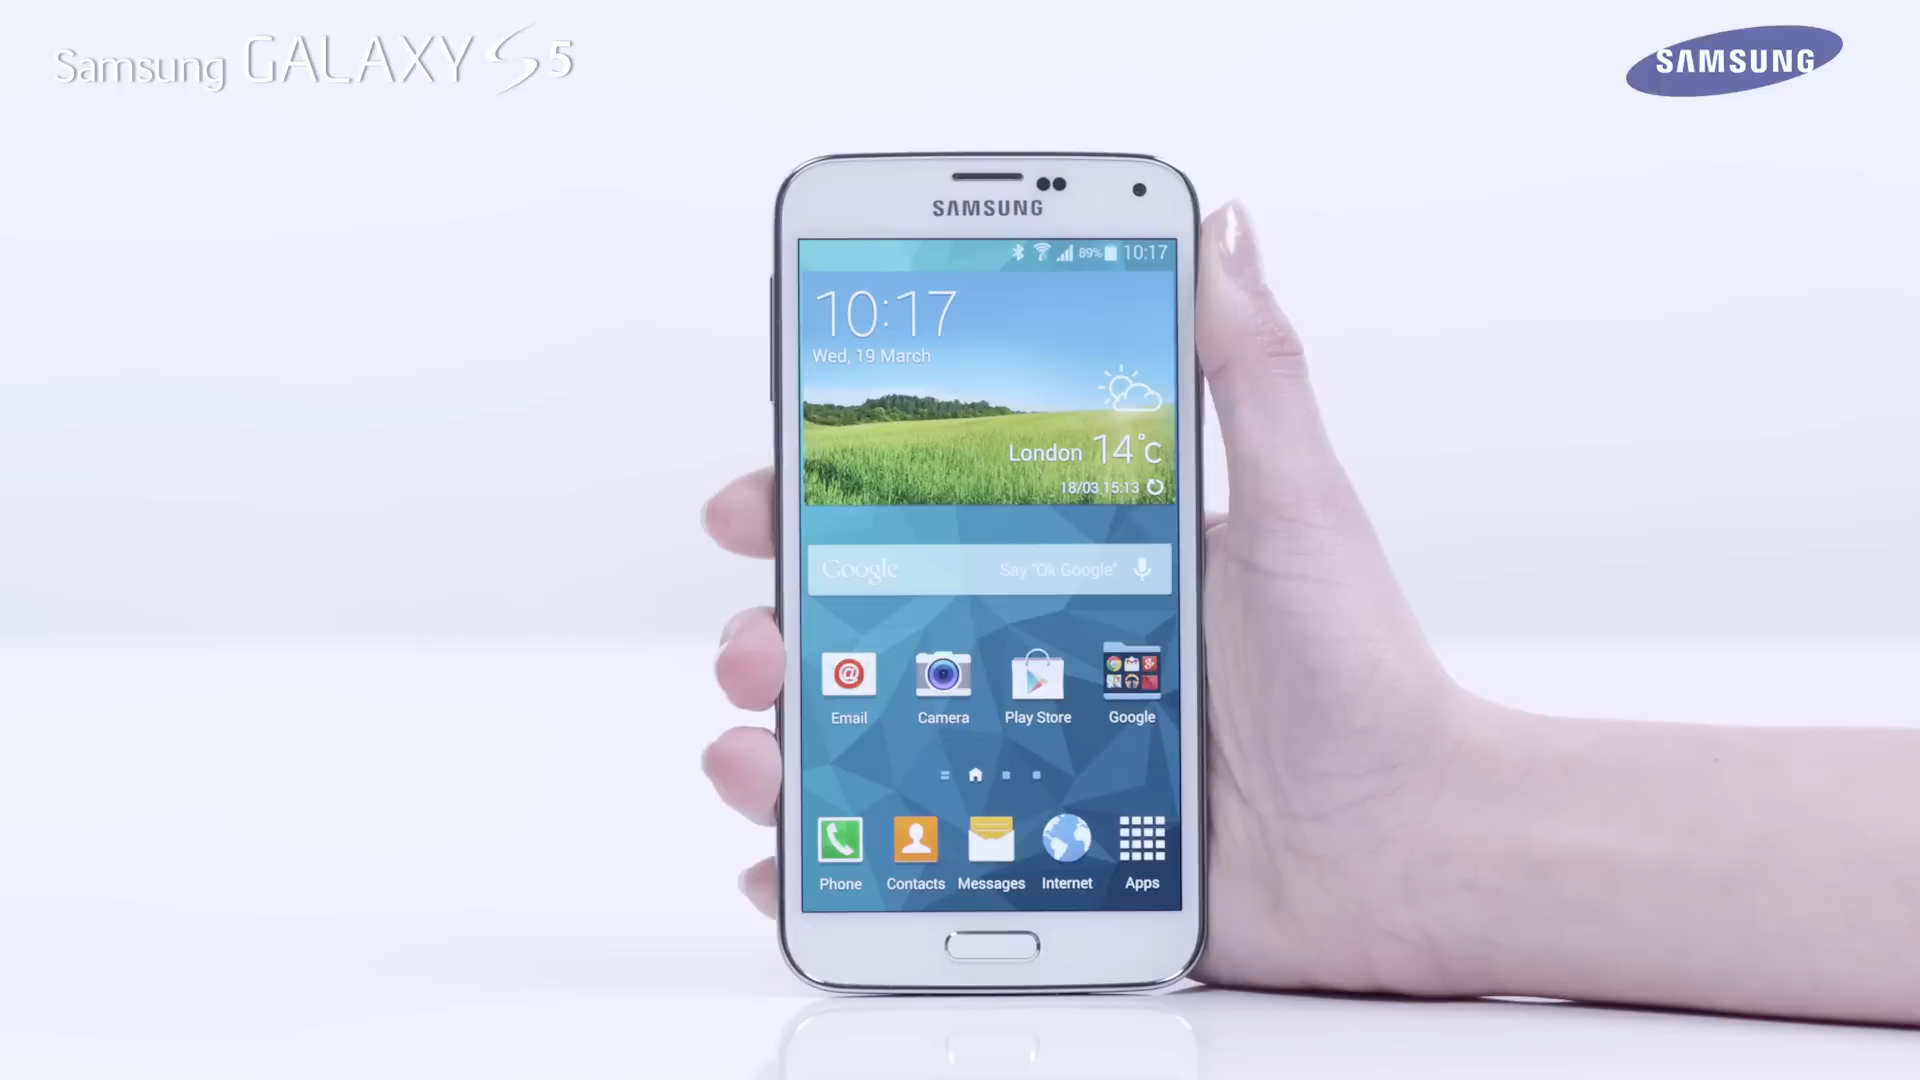 Samsung GALAXY S5
SAMSUNG
SAMSUNG
89% 10:17
10:17
Wed, 19 March
London 14°C
18/03 15:13
Google Say "Ok Google"
Email Camera Play Store Google
Phone Contacts Messages Internet Apps